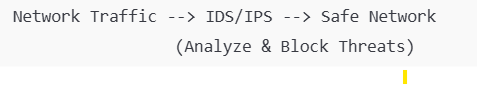 Network Traffic --> IDS/IPS --> Safe Network
(Analyze & Block Threats)